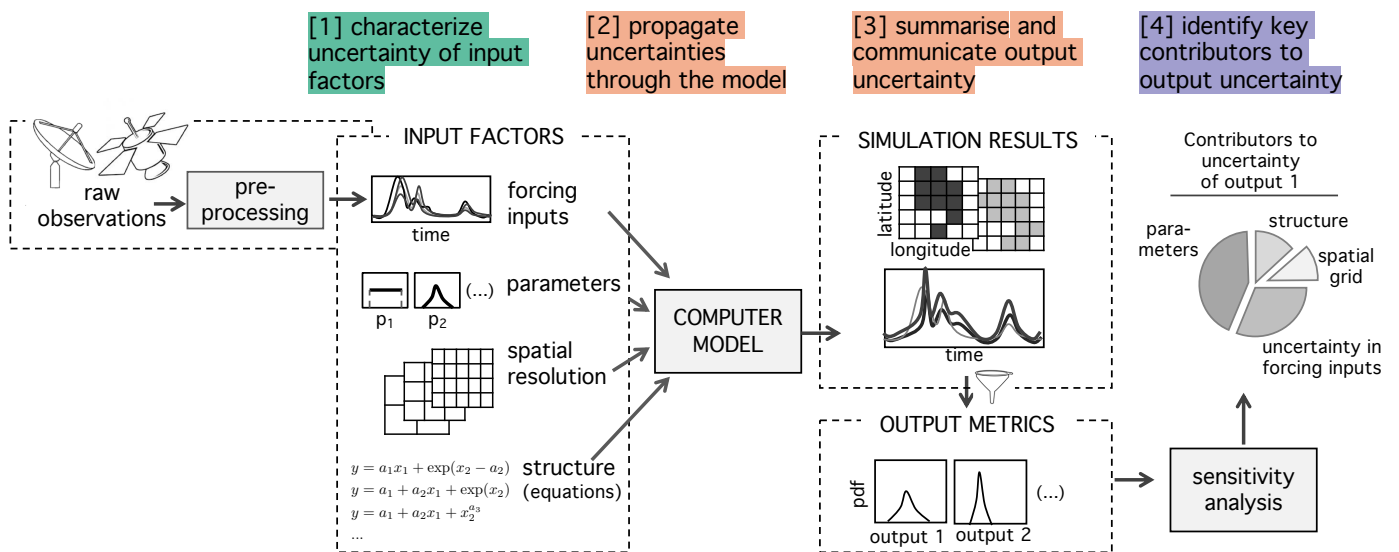 [1] characterize
uncertainty of input
factors
[2] propagate
uncertainties
through the model
[3] summarise and
communicate output
uncertainty
[4] identify key
contributors to
output uncertainty
raw
observations
pre-
processing
INPUT FACTORS
forcing
inputs
time
parameters
(...)
p₁
p₂
spatial
resolution
y = a₁x₁ + exp(x₂ − a₂)
y = a₁ + a₂x₁ + exp(x₂)
y = a₁ + a₂x₁ + x₂^a₃
...
structure
(equations)
COMPUTER
MODEL
SIMULATION RESULTS
latitude
longitude
time
OUTPUT METRICS
pdf
output 1
output 2
(...)
Contributors to
uncertainty
of output 1
para-
meters
structure
spatial
grid
uncertainty in
forcing inputs
sensitivity
analysis